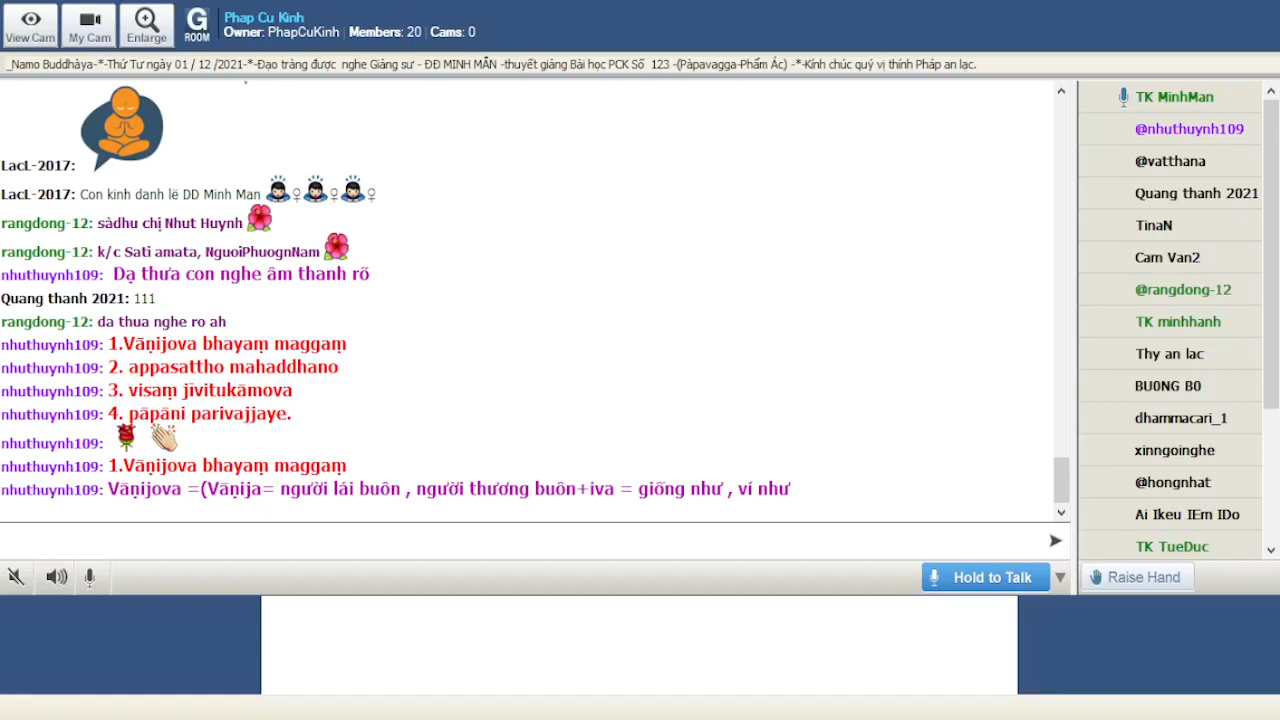 View Cam
My Cam
Enlarge
G
ROOM
Phap Cu Kinh
Owner: PhapCuKinh | Members: 20 | Cams: 0
_Namo Buddhàya-*-Thứ Tư ngày 01 / 12 /2021-*-Đạo tràng được nghe Giảng sư - ĐĐ MINH MẪN -thuyết giảng Bài học PCK Số 123 -(Pàpavagga-Phẩm Ác) -*-Kính chúc quý vị thính Pháp an lạc.
LacL-2017:
LacL-2017: Con kinh danh lê DD Minh Man
rangdong-12: sàdhu chị Nhut Huynh
rangdong-12: k/c Sati amata, NguoiPhuognNam
nhuthuynh109: Dạ thưa con nghe âm thanh rõ
Quang thanh 2021: 111
rangdong-12: da thua nghe ro ah
nhuthuynh109: 1.Vāṇijova bhayaṃ maggaṃ
nhuthuynh109: 2. appasattho mahaddhano
nhuthuynh109: 3. visaṃ jīvitukāmova
nhuthuynh109: 4. pāpāni parivajjaye.
nhuthuynh109:
nhuthuynh109: 1.Vāṇijova bhayaṃ maggaṃ
nhuthuynh109: Vāṇijova =(Vāṇija= người lái buôn , người thương buôn+iva = giống như , ví như
Hold to Talk
TK MinhMan
@nhuthuynh109
@vatthana
Quang thanh 2021
TinaN
Cam Van2
@rangdong-12
TK minhhanh
Thy an lac
BU0NG B0
dhammacari_1
xinngoinghe
@hongnhat
Ai Ikeu IEm IDo
TK TueDuc
Raise Hand